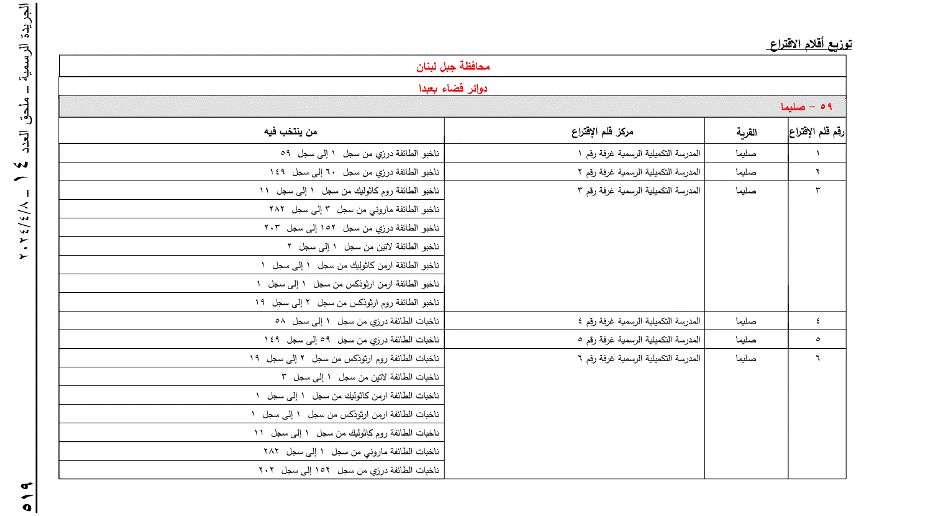 الجريدة الرسمية – ملحق العدد ١٤ – ٢٠٢٤/٤/٨
توزيع أقلام الاقتراع
محافظة جبل لبنان
دوائر قضاء بعبدا
٥٩ - صليما
رقم قلم الإقتراع القرية مركز قلم الإقتراع من ينتخب فيه
١ صليما المدرسة التكميلية الرسمية غرفة رقم ١ ناخبو الطائفة درزي من سجل ١ إلى سجل ٥٩
٢ صليما المدرسة التكميلية الرسمية غرفة رقم ٢ ناخبو الطائفة درزي من سجل ٦٠ إلى سجل ١٤٩
٣ صليما المدرسة التكميلية الرسمية غرفة رقم ٣ ناخبو الطائفة روم كاثوليك من سجل ١ إلى سجل ١١
ناخبو الطائفة ماروني من سجل ٣ إلى سجل ٢٨٢
ناخبو الطائفة درزي من سجل ١٥٢ إلى سجل ٢٠٣
ناخبو الطائفة لاتين من سجل ١ إلى سجل ٢
ناخبو الطائفة ارمن كاثوليك من سجل ١ إلى سجل ١
ناخبو الطائفة ارمن ارثوذكس من سجل ١ إلى سجل ١
ناخبو الطائفة روم ارثوذكس من سجل ٢ إلى سجل ١٩
٤ صليما المدرسة التكميلية الرسمية غرفة رقم ٤ ناخبات الطائفة درزي من سجل ١ إلى سجل ٥٨
٥ صليما المدرسة التكميلية الرسمية غرفة رقم ٥ ناخبات الطائفة درزي من سجل ٥٩ إلى سجل ١٤٩
٦ صليما المدرسة التكميلية الرسمية غرفة رقم ٦ ناخبات الطائفة روم ارثوذكس من سجل ٢ إلى سجل ١٩
ناخبات الطائفة لاتين من سجل ١ إلى سجل ٣
ناخبات الطائفة ارمن كاثوليك من سجل ١ إلى سجل ١
ناخبات الطائفة ارمن ارثوذكس من سجل ١ إلى سجل ١
ناخبات الطائفة روم كاثوليك من سجل ١ إلى سجل ١١
ناخبات الطائفة ماروني من سجل ١ إلى سجل ٢٨٢
ناخبات الطائفة درزي من سجل ١٥٢ إلى سجل ٢٠٢
٥١٩